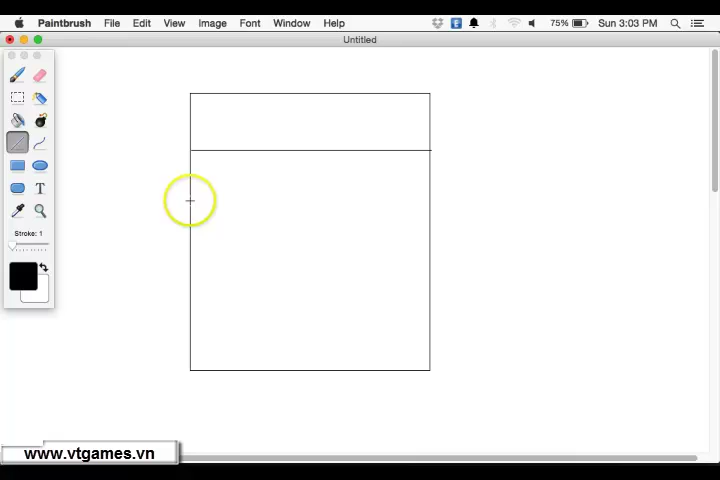 Paintbrush File Edit View Image Font Window Help 75% Sun 3:03 PM
Untitled
T
Stroke: 1
www.vtgames.vn